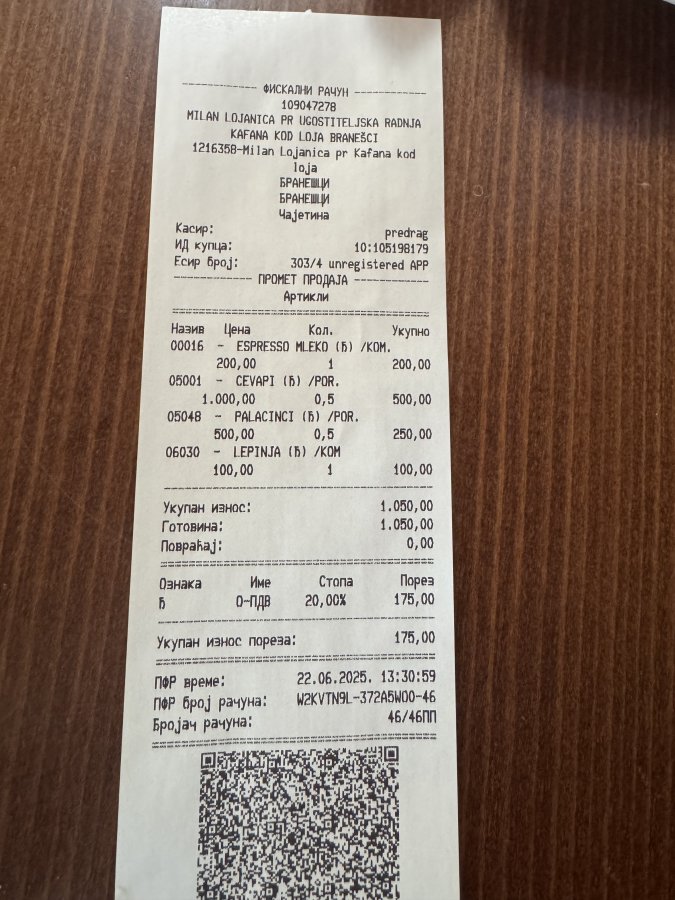 ФИСКАЛНИ РАЧУН
109047278
MILAN LOJANICA PR UGOSTITELJSKA RADNJA
KAFANA KOD LOJA BRANEŠCI
1216358-Milan Lojanica pr Kafana kod
loja
БРАНЕШЦИ
БРАНЕШЦИ
Чајетина
Касир: predrag
ИД купца: 10:105198179
Есир број: 303/4 unregistered APP
ПРОМЕТ ПРОДАЈА
Артикли
Назив Цена Кол. Укупно
00016 - ESPRESSO MLEKO (Ђ) /KOM.
200,00 1 200,00
05001 - CEVAPI (Ђ) /POR.
1.000,00 0,5 500,00
05048 - PALACINCI (Ђ) /POR.
500,00 0,5 250,00
06030 - LEPINJA (Ђ) /KOM
100,00 1 100,00
Укупан износ: 1.050,00
Готовина: 1.050,00
Повраћај: 0,00
Ознака Име Стопа Порез
Ђ О-ПДВ 20,00% 175,00
Укупан износ пореза: 175,00
ПФР време: 22.06.2025. 13:30:59
ПФР број рачуна: W2KVTN9L-372A5WOO-46
Бројач рачуна: 46/46ПП